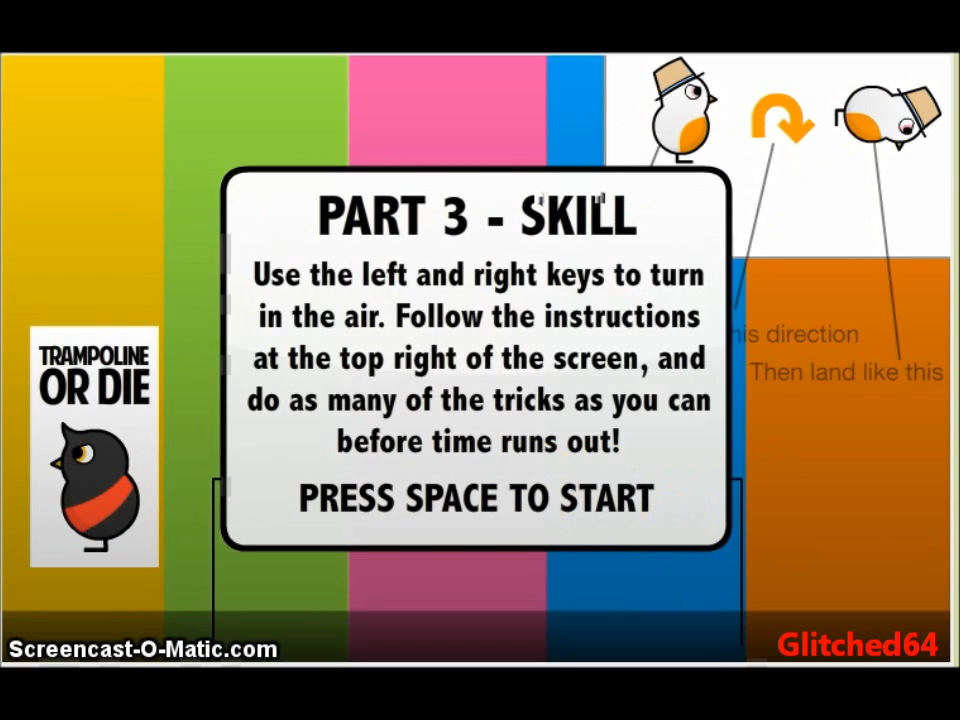 PART 3 - SKILL
Use the left and right keys to turn
in the air. Follow the instructions
at the top right of the screen, and
do as many of the tricks as you can
before time runs out!
PRESS SPACE TO START
direction
Then land like this
TRAMPOLINE
OR DIE
Screencast-O-Matic.com
Glitched64